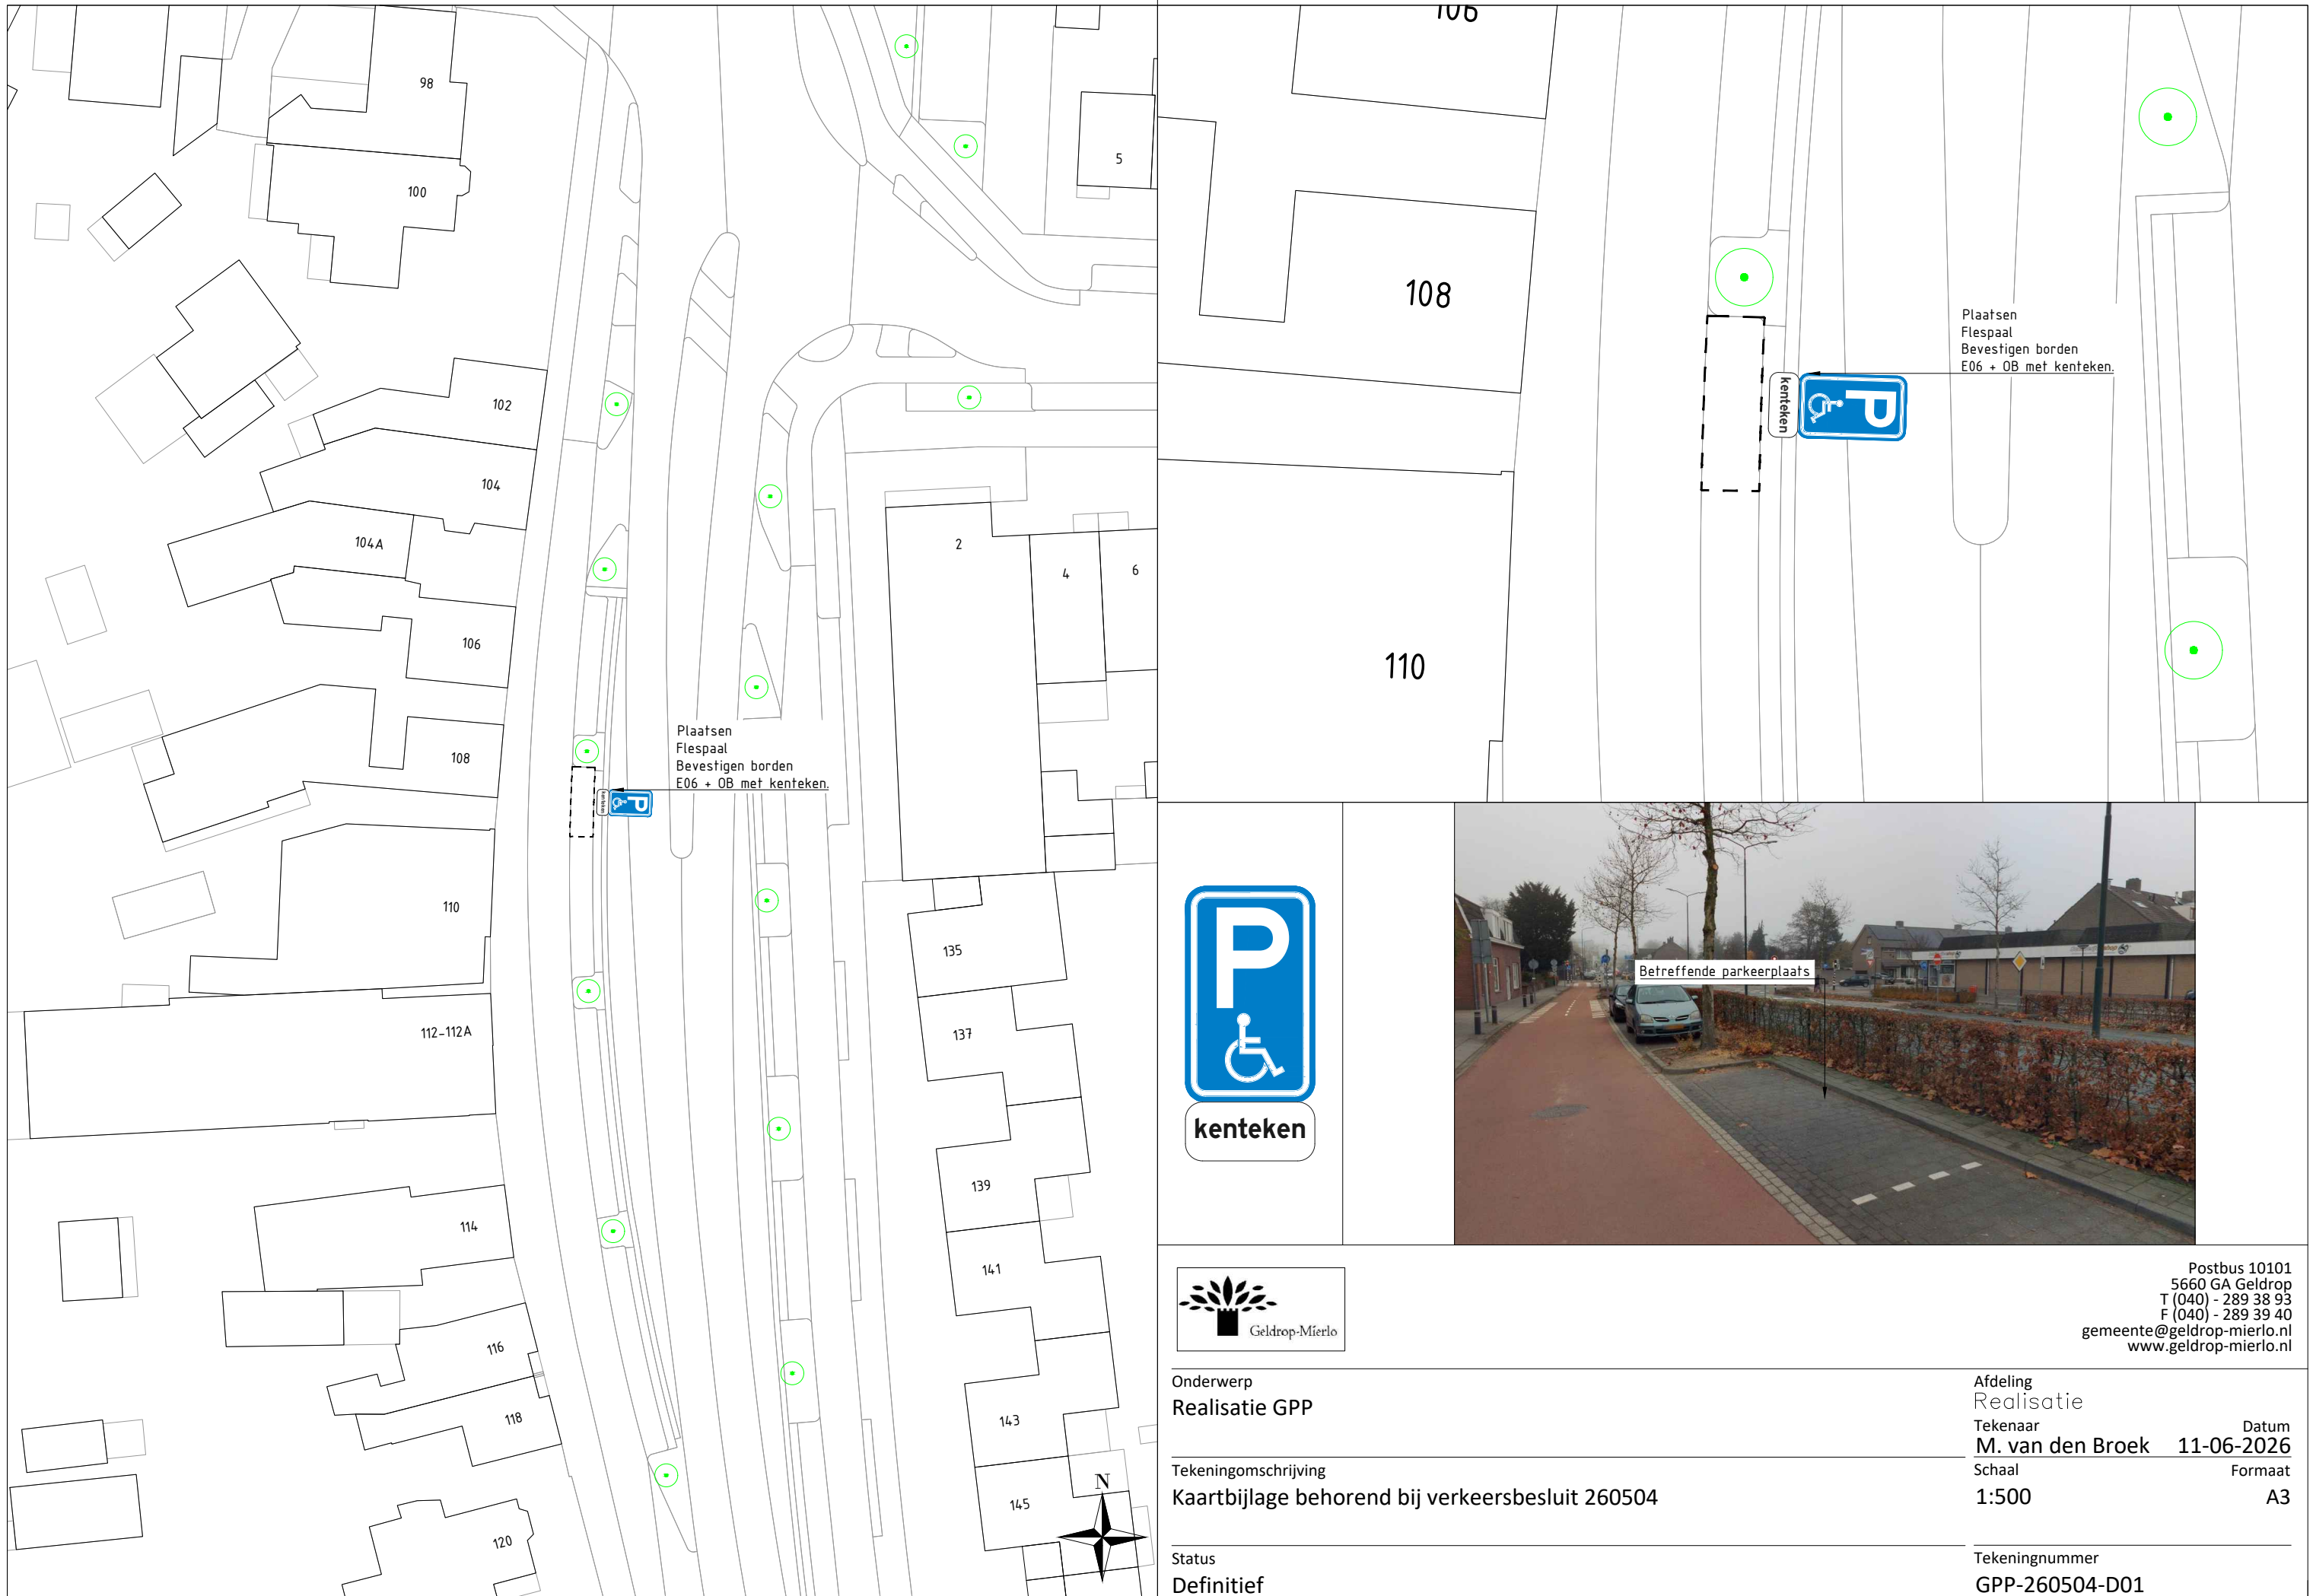 98
100
5
102
104
104A
106
108
110
112-112A
114
116
118
120
2
4
6
135
137
139
141
143
145
Plaatsen
Flespaal
Bevestigen borden
E06 + OB met kenteken.
kenteken
P
N
106
108
110
Plaatsen
Flespaal
Bevestigen borden
E06 + OB met kenteken.
kenteken
P
P
kenteken
Betreffende parkeerplaats
Geldrop-Mierlo
Postbus 10101
5660 GA Geldrop
T (040) - 289 38 93
F (040) - 289 39 40
gemeente@geldrop-mierlo.nl
www.geldrop-mierlo.nl
Onderwerp
Realisatie GPP
Afdeling
Realisatie
Tekenaar Datum
M. van den Broek 11-06-2026
Tekeningomschrijving
Kaartbijlage behorend bij verkeersbesluit 260504
Schaal Formaat
1:500 A3
Status
Definitief
Tekeningnummer
GPP-260504-D01